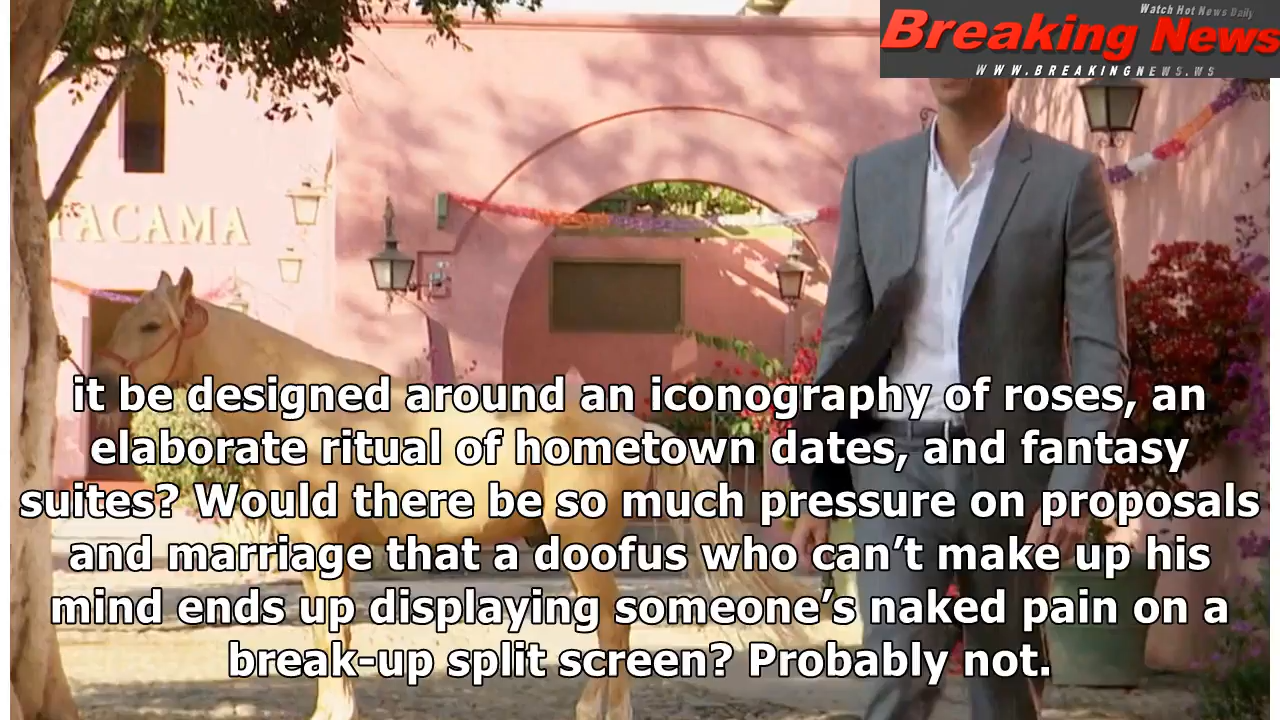 Watch Hot News Daily
Breaking News
WWW.BREAKINGNEWS.WS
TACAMA
it be designed around an iconography of roses, an
elaborate ritual of hometown dates, and fantasy
suites? Would there be so much pressure on proposals
and marriage that a doofus who can’t make up his
mind ends up displaying someone’s naked pain on a
break-up split screen? Probably not.